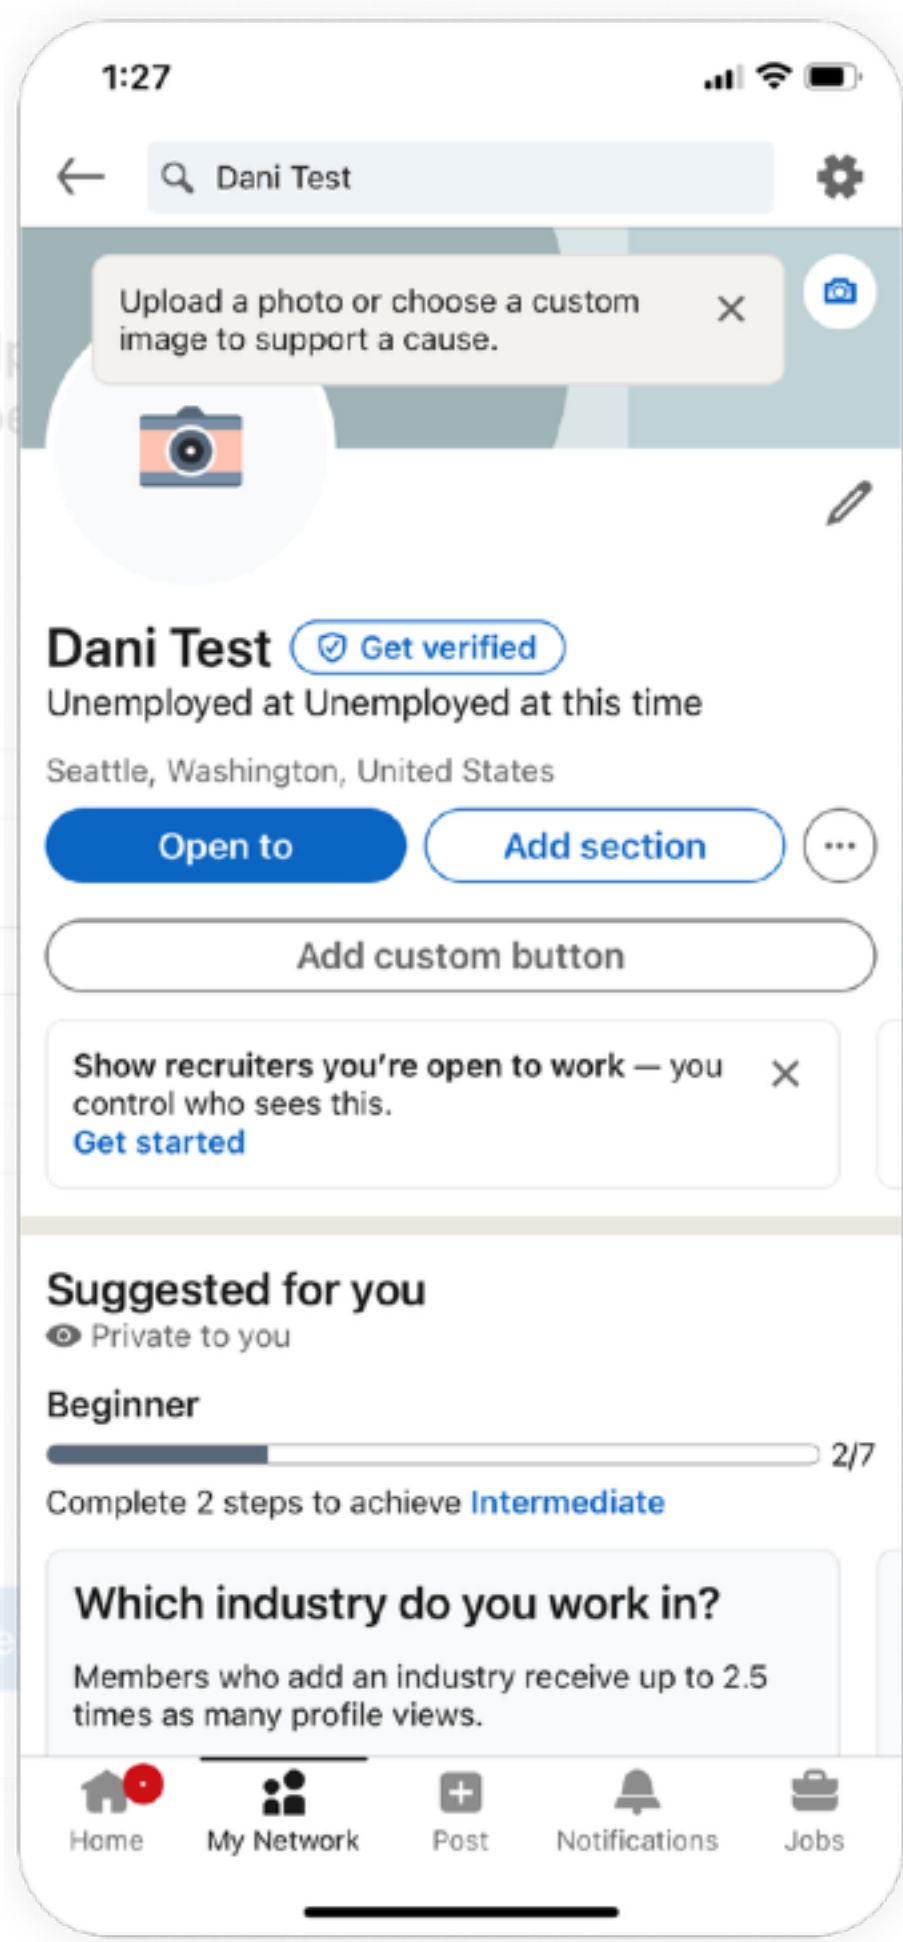 1:27
Dani Test
Upload a photo or choose a custom
image to support a cause.
Dani Test
Get verified
Unemployed at Unemployed at this time
Seattle, Washington, United States
Open to
Add section
Add custom button
Show recruiters you're open to work — you
control who sees this.
Get started
Suggested for you
Private to you
Beginner
2/7
Complete 2 steps to achieve Intermediate
Which industry do you work in?
Members who add an industry receive up to 2.5
times as many profile views.
Home
My Network
Post
Notifications
Jobs